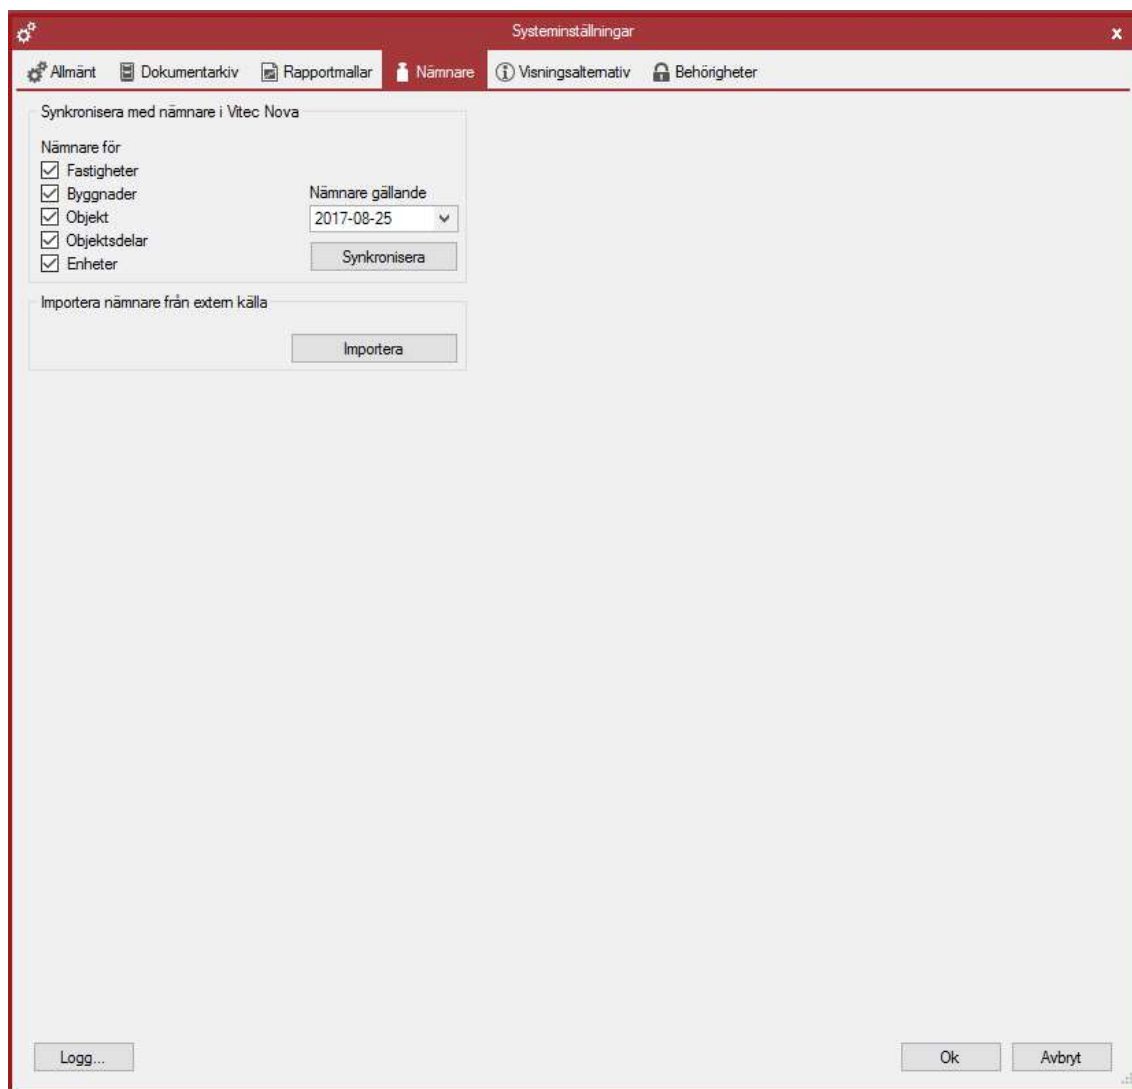 Systeminställningar
Allmänt Dokumentarkiv Rapportmallar Nämnare Visningsalternativ Behörigheter
Synkronisera med nämnare i Vitec Nova
Nämnare för
Fastigheter
Byggnader Nämnare gällande
Objekt 2017-08-25
Objektsdelar
Enheter Synkronisera
Importera nämnare från extern källa
Importera
Logg... Ok Avbryt